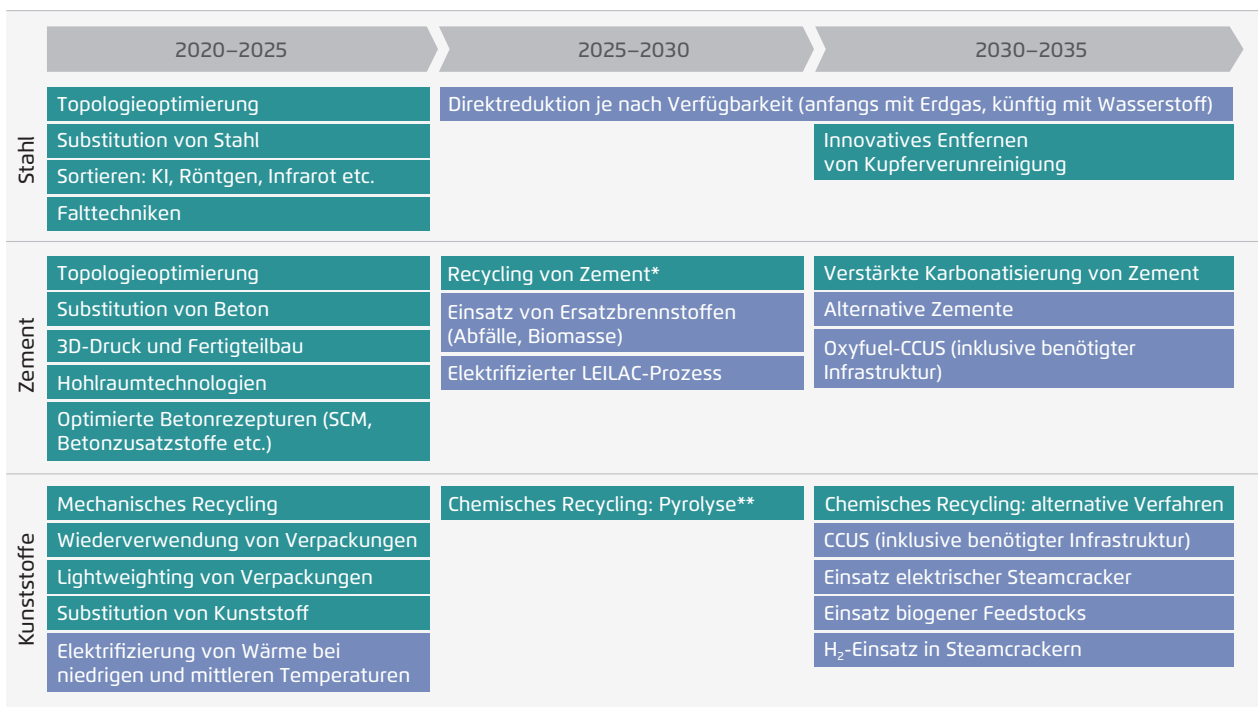 2020–2025
2025–2030
2030–2035
Stahl
Topologieoptimierung
Substitution von Stahl
Sortieren: KI, Röntgen, Infrarot etc.
Falttechniken
Direktreduktion je nach Verfügbarkeit (anfangs mit Erdgas, künftig mit Wasserstoff)
Innovatives Entfernen
von Kupferverunreinigung
Zement
Topologieoptimierung
Substitution von Beton
3D-Druck und Fertigteilbau
Hohlraumtechnologien
Optimierte Betonrezepturen (SCM,
Betonzusatzstoffe etc.)
Recycling von Zement*
Einsatz von Ersatzbrennstoffen
(Abfälle, Biomasse)
Elektrifizierter LEILAC-Prozess
Verstärkte Karbonatisierung von Zement
Alternative Zemente
Oxyfuel-CCUS (inklusive benötigter
Infrastruktur)
Kunststoffe
Mechanisches Recycling
Wiederverwendung von Verpackungen
Lightweighting von Verpackungen
Substitution von Kunststoff
Elektrifizierung von Wärme bei
niedrigen und mittleren Temperaturen
Chemisches Recycling: Pyrolyse**
Chemisches Recycling: alternative Verfahren
CCUS (inklusive benötigter Infrastruktur)
Einsatz elektrischer Steamcracker
Einsatz biogener Feedstocks
H₂-Einsatz in Steamcrackern